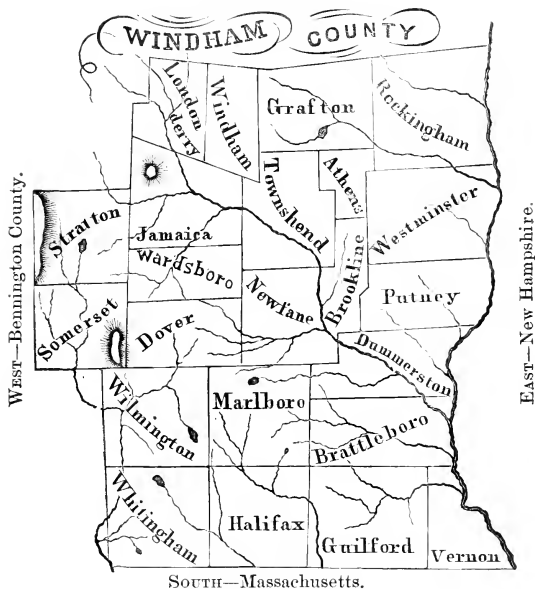 WINDHAM COUNTY
London
derry
Windham
Grafton
Rockingham
Townshend
Athens
Westminster
Stratton
Jamaica
Wardsboro
Newfane
Brookline
Putney
Somerset
Dover
Dummerston
Wilmington
Marlboro
Brattleboro
Whitingham
Halifax
Guilford
Vernon
WEST—Bennington County.
EAST—New Hampshire.
SOUTH—Massachusetts.